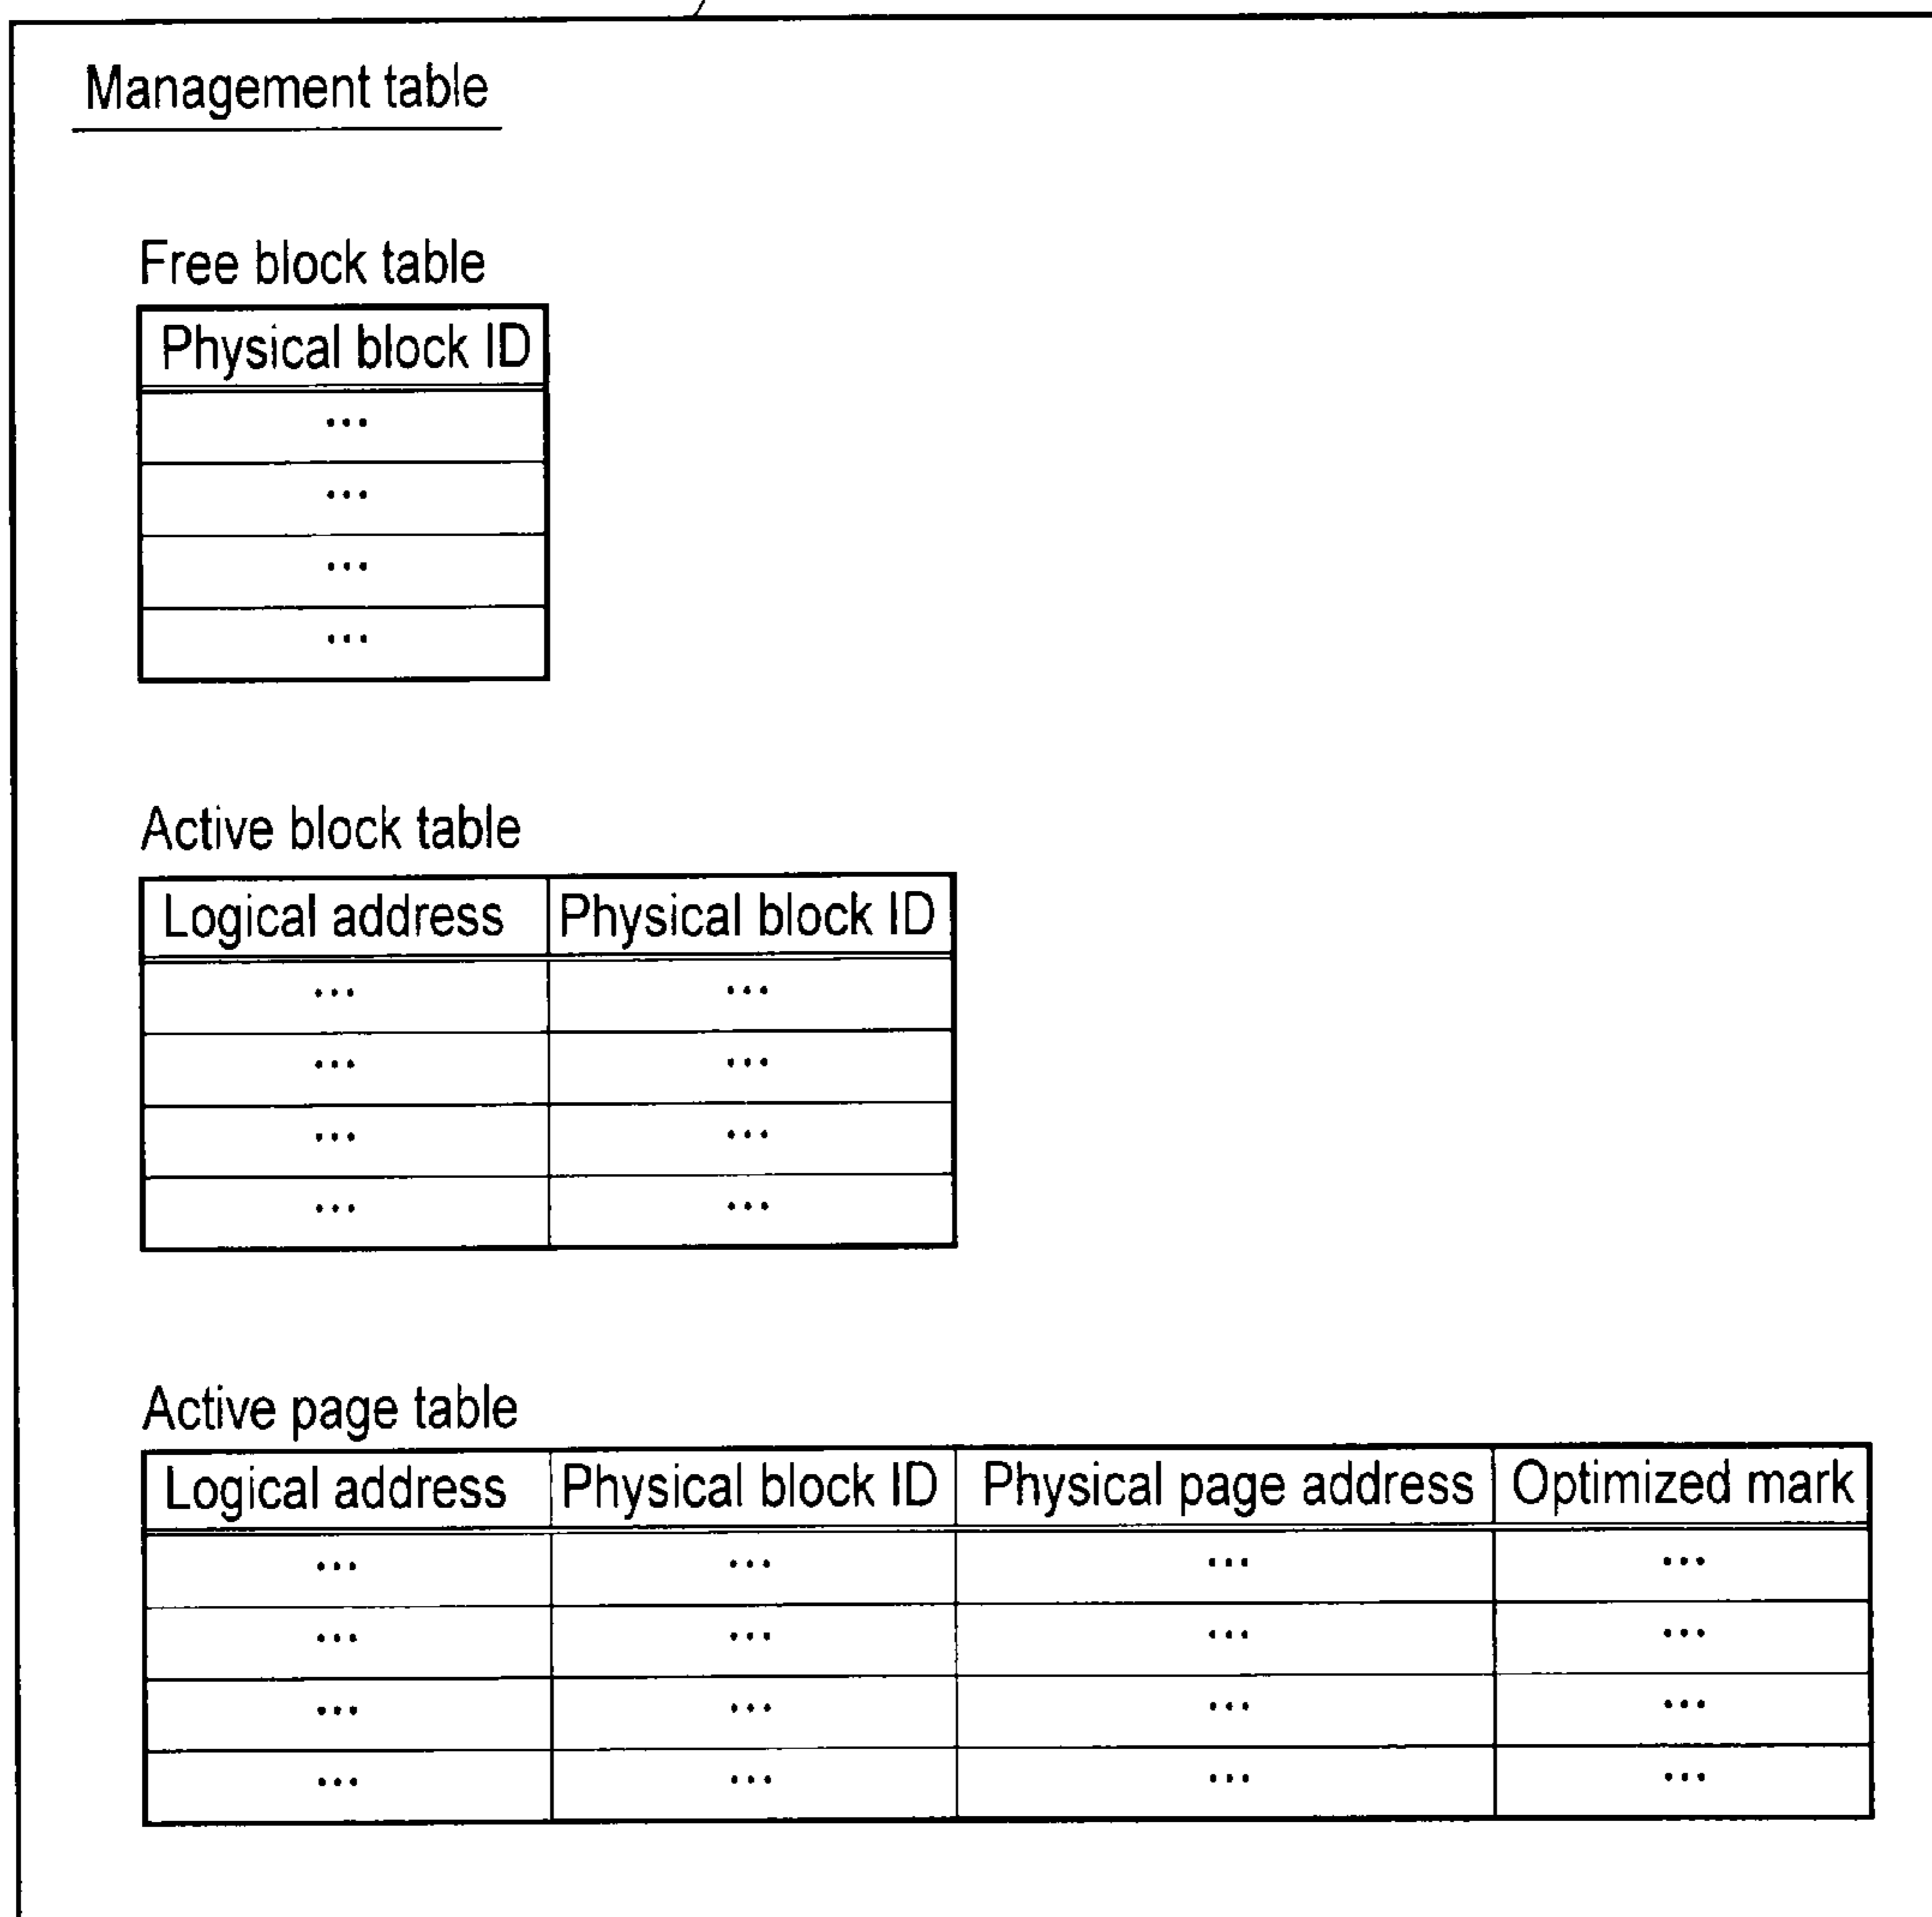 Management table
Free block table
Physical block ID
...
...
...
...
Active block table
Logical address Physical block ID
... ...
... ...
... ...
... ...
Active page table
Logical address Physical block ID Physical page address Optimized mark
... ... ... ...
... ... ... ...
... ... ... ...
... ... ... ...